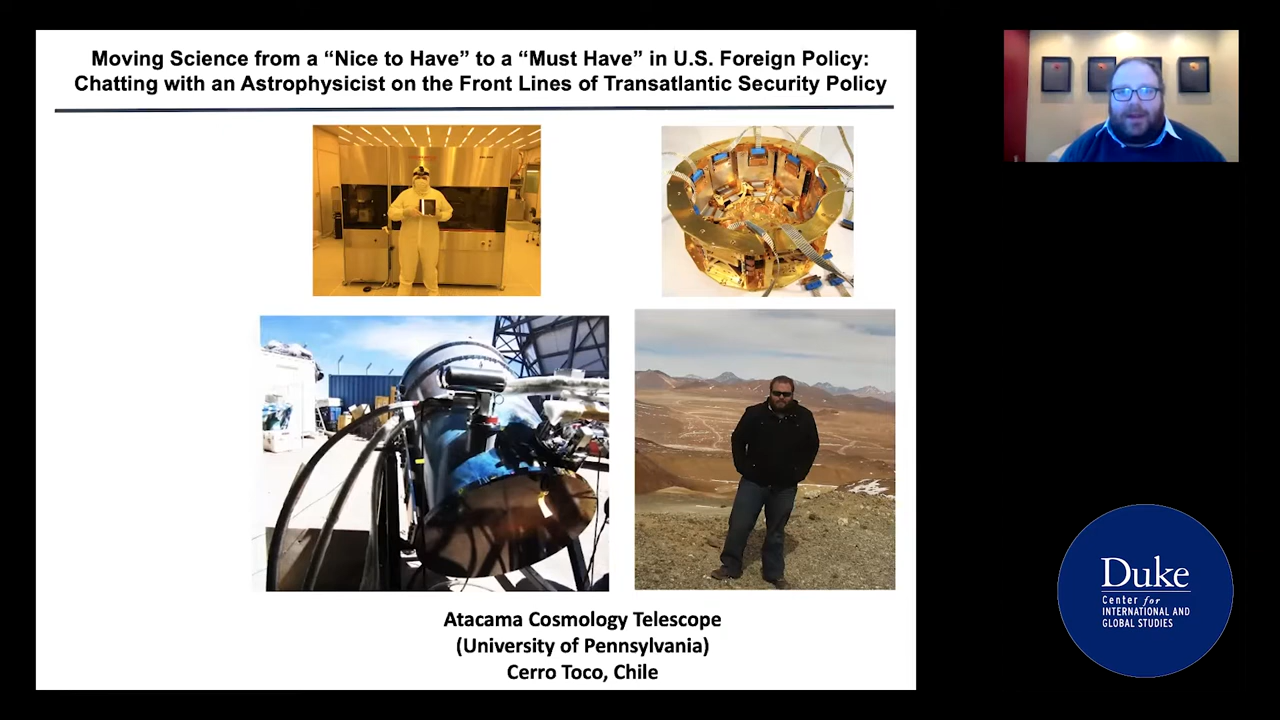 Moving Science from a “Nice to Have” to a “Must Have” in U.S. Foreign Policy:
Chatting with an Astrophysicist on the Front Lines of Transatlantic Security Policy
Atacama Cosmology Telescope
(University of Pennsylvania)
Cerro Toco, Chile
Duke
Center for
INTERNATIONAL AND
GLOBAL STUDIES